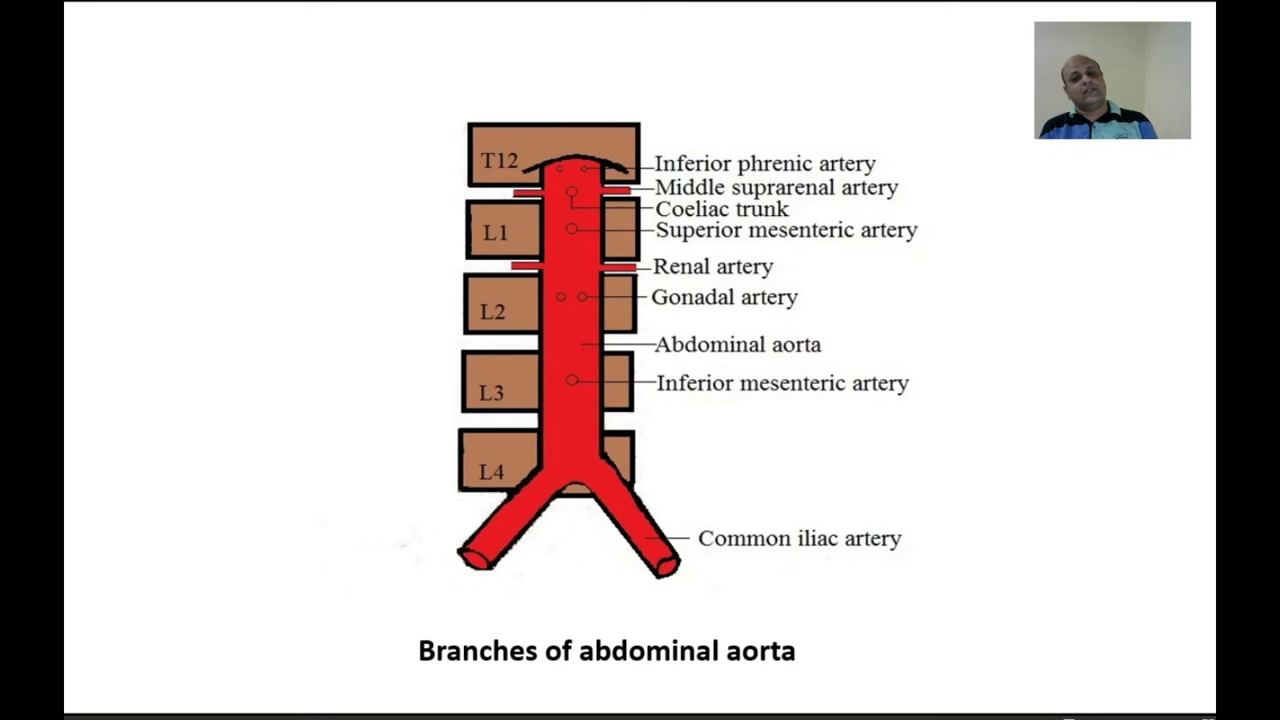 T12
Inferior phrenic artery
Middle suprarenal artery
Coeliac trunk
L1
Superior mesenteric artery
Renal artery
L2
Gonadal artery
Abdominal aorta
L3
Inferior mesenteric artery
L4
Common iliac artery
Branches of abdominal aorta